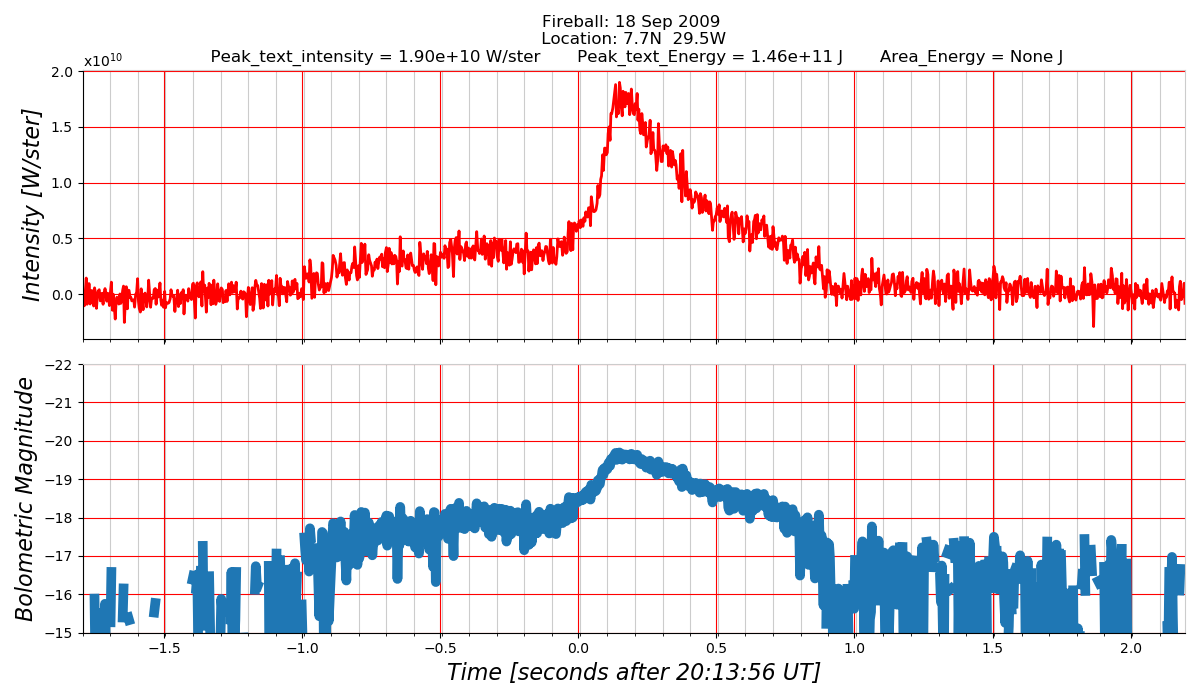 Fireball: 18 Sep 2009
Location: 7.7N  29.5W
Peak_text_intensity = 1.90e+10 W/ster       Peak_text_Energy = 1.46e+11 J       Area_Energy = None J
x10¹⁰
2.0
1.5
1.0
0.5
0.0
Intensity [W/ster]
−22
−21
−20
−19
−18
−17
−16
−15
Bolometric Magnitude
−1.5 −1.0 −0.5 0.0 0.5 1.0 1.5 2.0
Time [seconds after 20:13:56 UT]